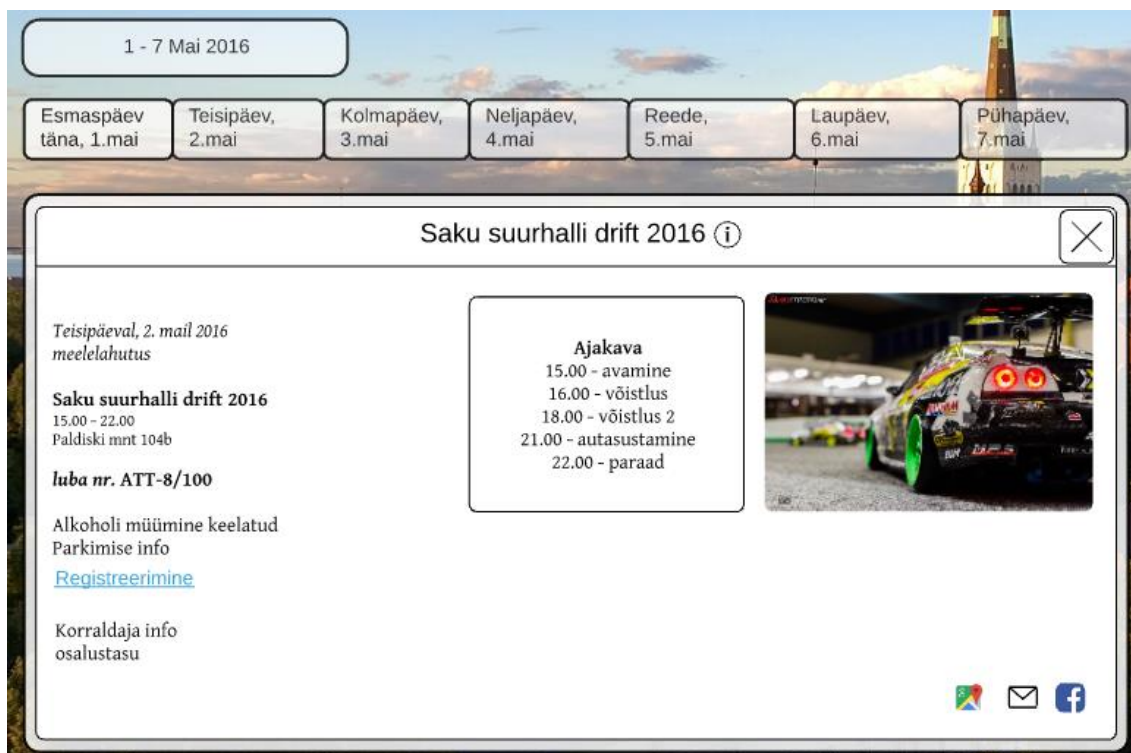 1 - 7 Mai 2016
Esmaspäev
täna, 1.mai
Teisipäev,
2.mai
Kolmapäev,
3.mai
Neljapäev,
4.mai
Reede,
5.mai
Laupäev,
6.mai
Pühapäev,
7.mai
Saku suurhalli drift 2016
Teisipäeval, 2. mail 2016
meelelahutus
Saku suurhalli drift 2016
15.00 - 22.00
Paldiski mnt 104b
luba nr. ATT-8/100
Alkoholi müümine keelatud
Parkimise info
Registreerimine
Korraldaja info
osalustasu
Ajakava
15.00 - avamine
16.00 - võistlus
18.00 - võistlus 2
21.00 - autasustamine
22.00 - paraad